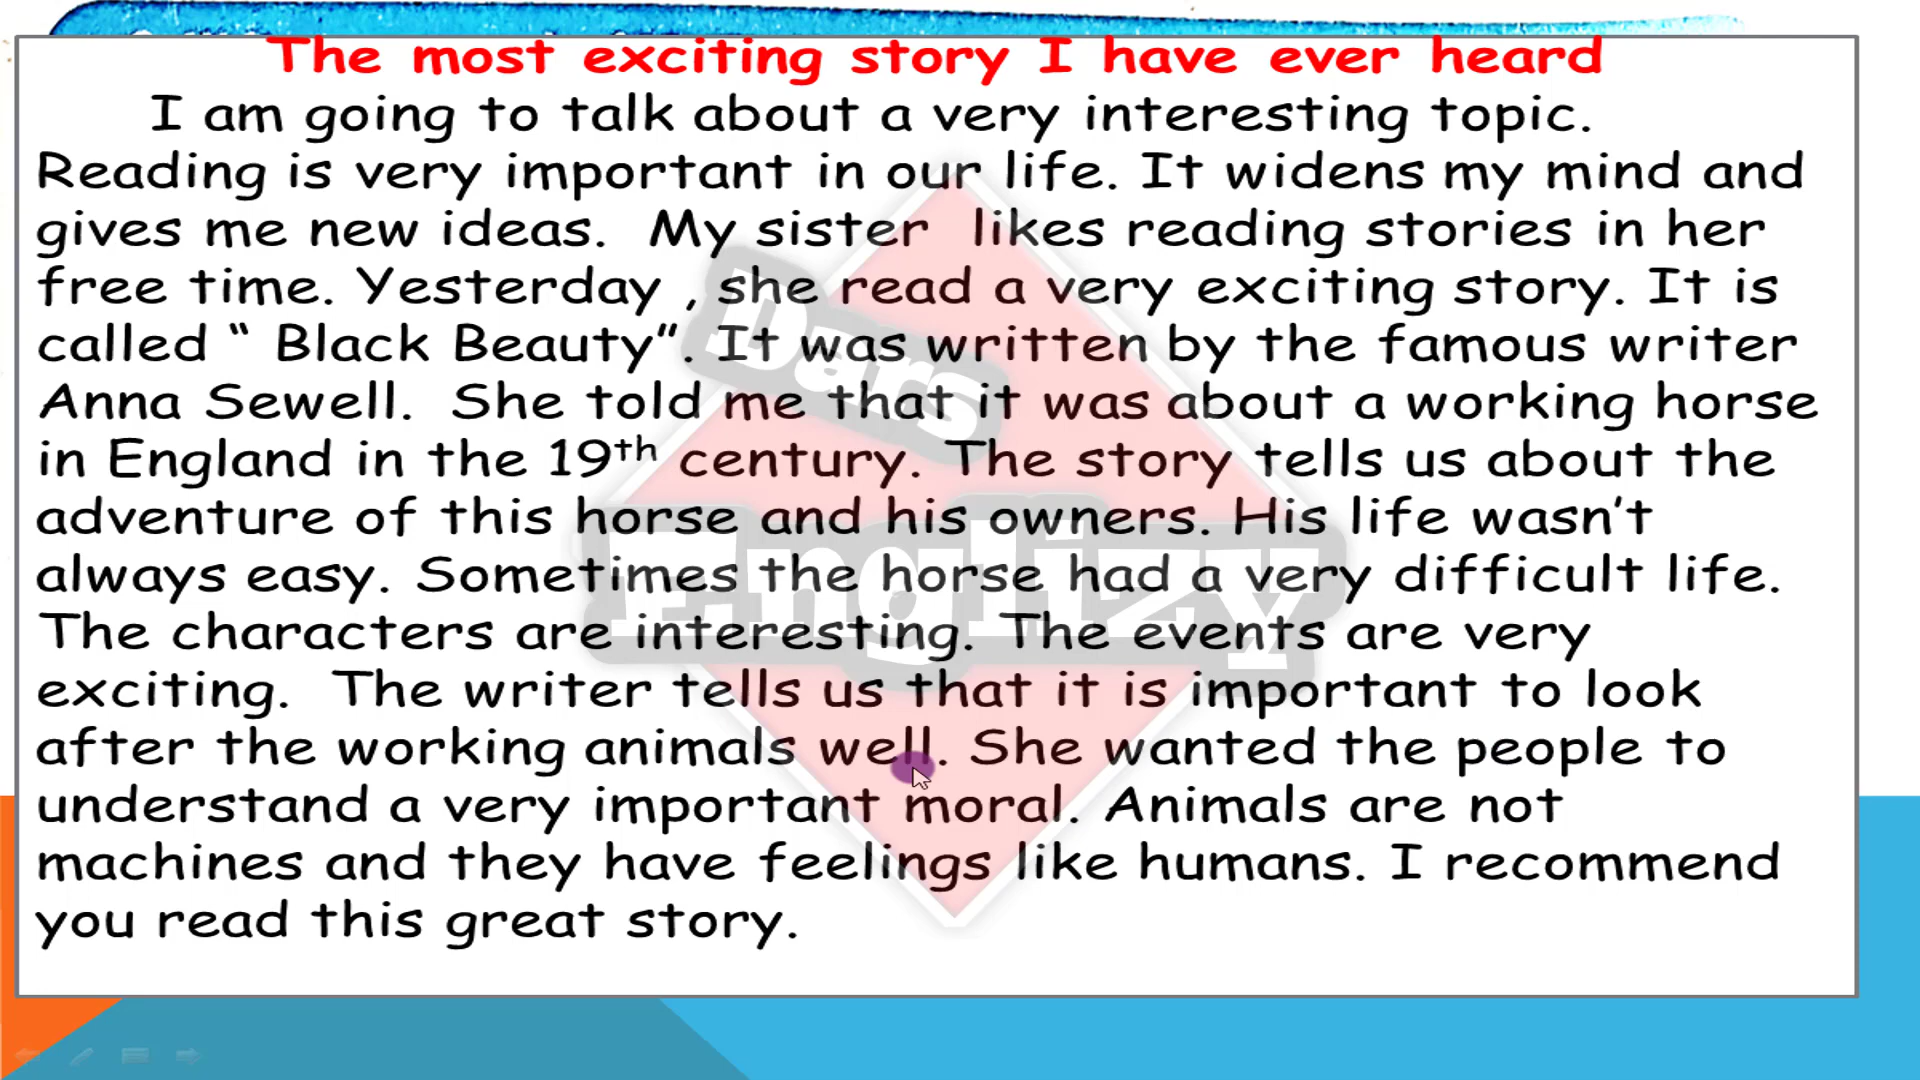 The most exciting story I have ever heard
I am going to talk about a very interesting topic.
Reading is very important in our life. It widens my mind and
gives me new ideas.  My sister  likes reading stories in her
free time. Yesterday , she read a very exciting story. It is
called “ Black Beauty”. It was written by the famous writer
Anna Sewell.  She told me that it was about a working horse
in England in the 19th century. The story tells us about the
adventure of this horse and his owners. His life wasn’t
always easy. Sometimes the horse had a very difficult life.
The characters are interesting. The events are very
exciting.  The writer tells us that it is important to look
after the working animals well. She wanted the people to
understand a very important moral. Animals are not
machines and they have feelings like humans. I recommend
you read this great story.
Dars
Englizy